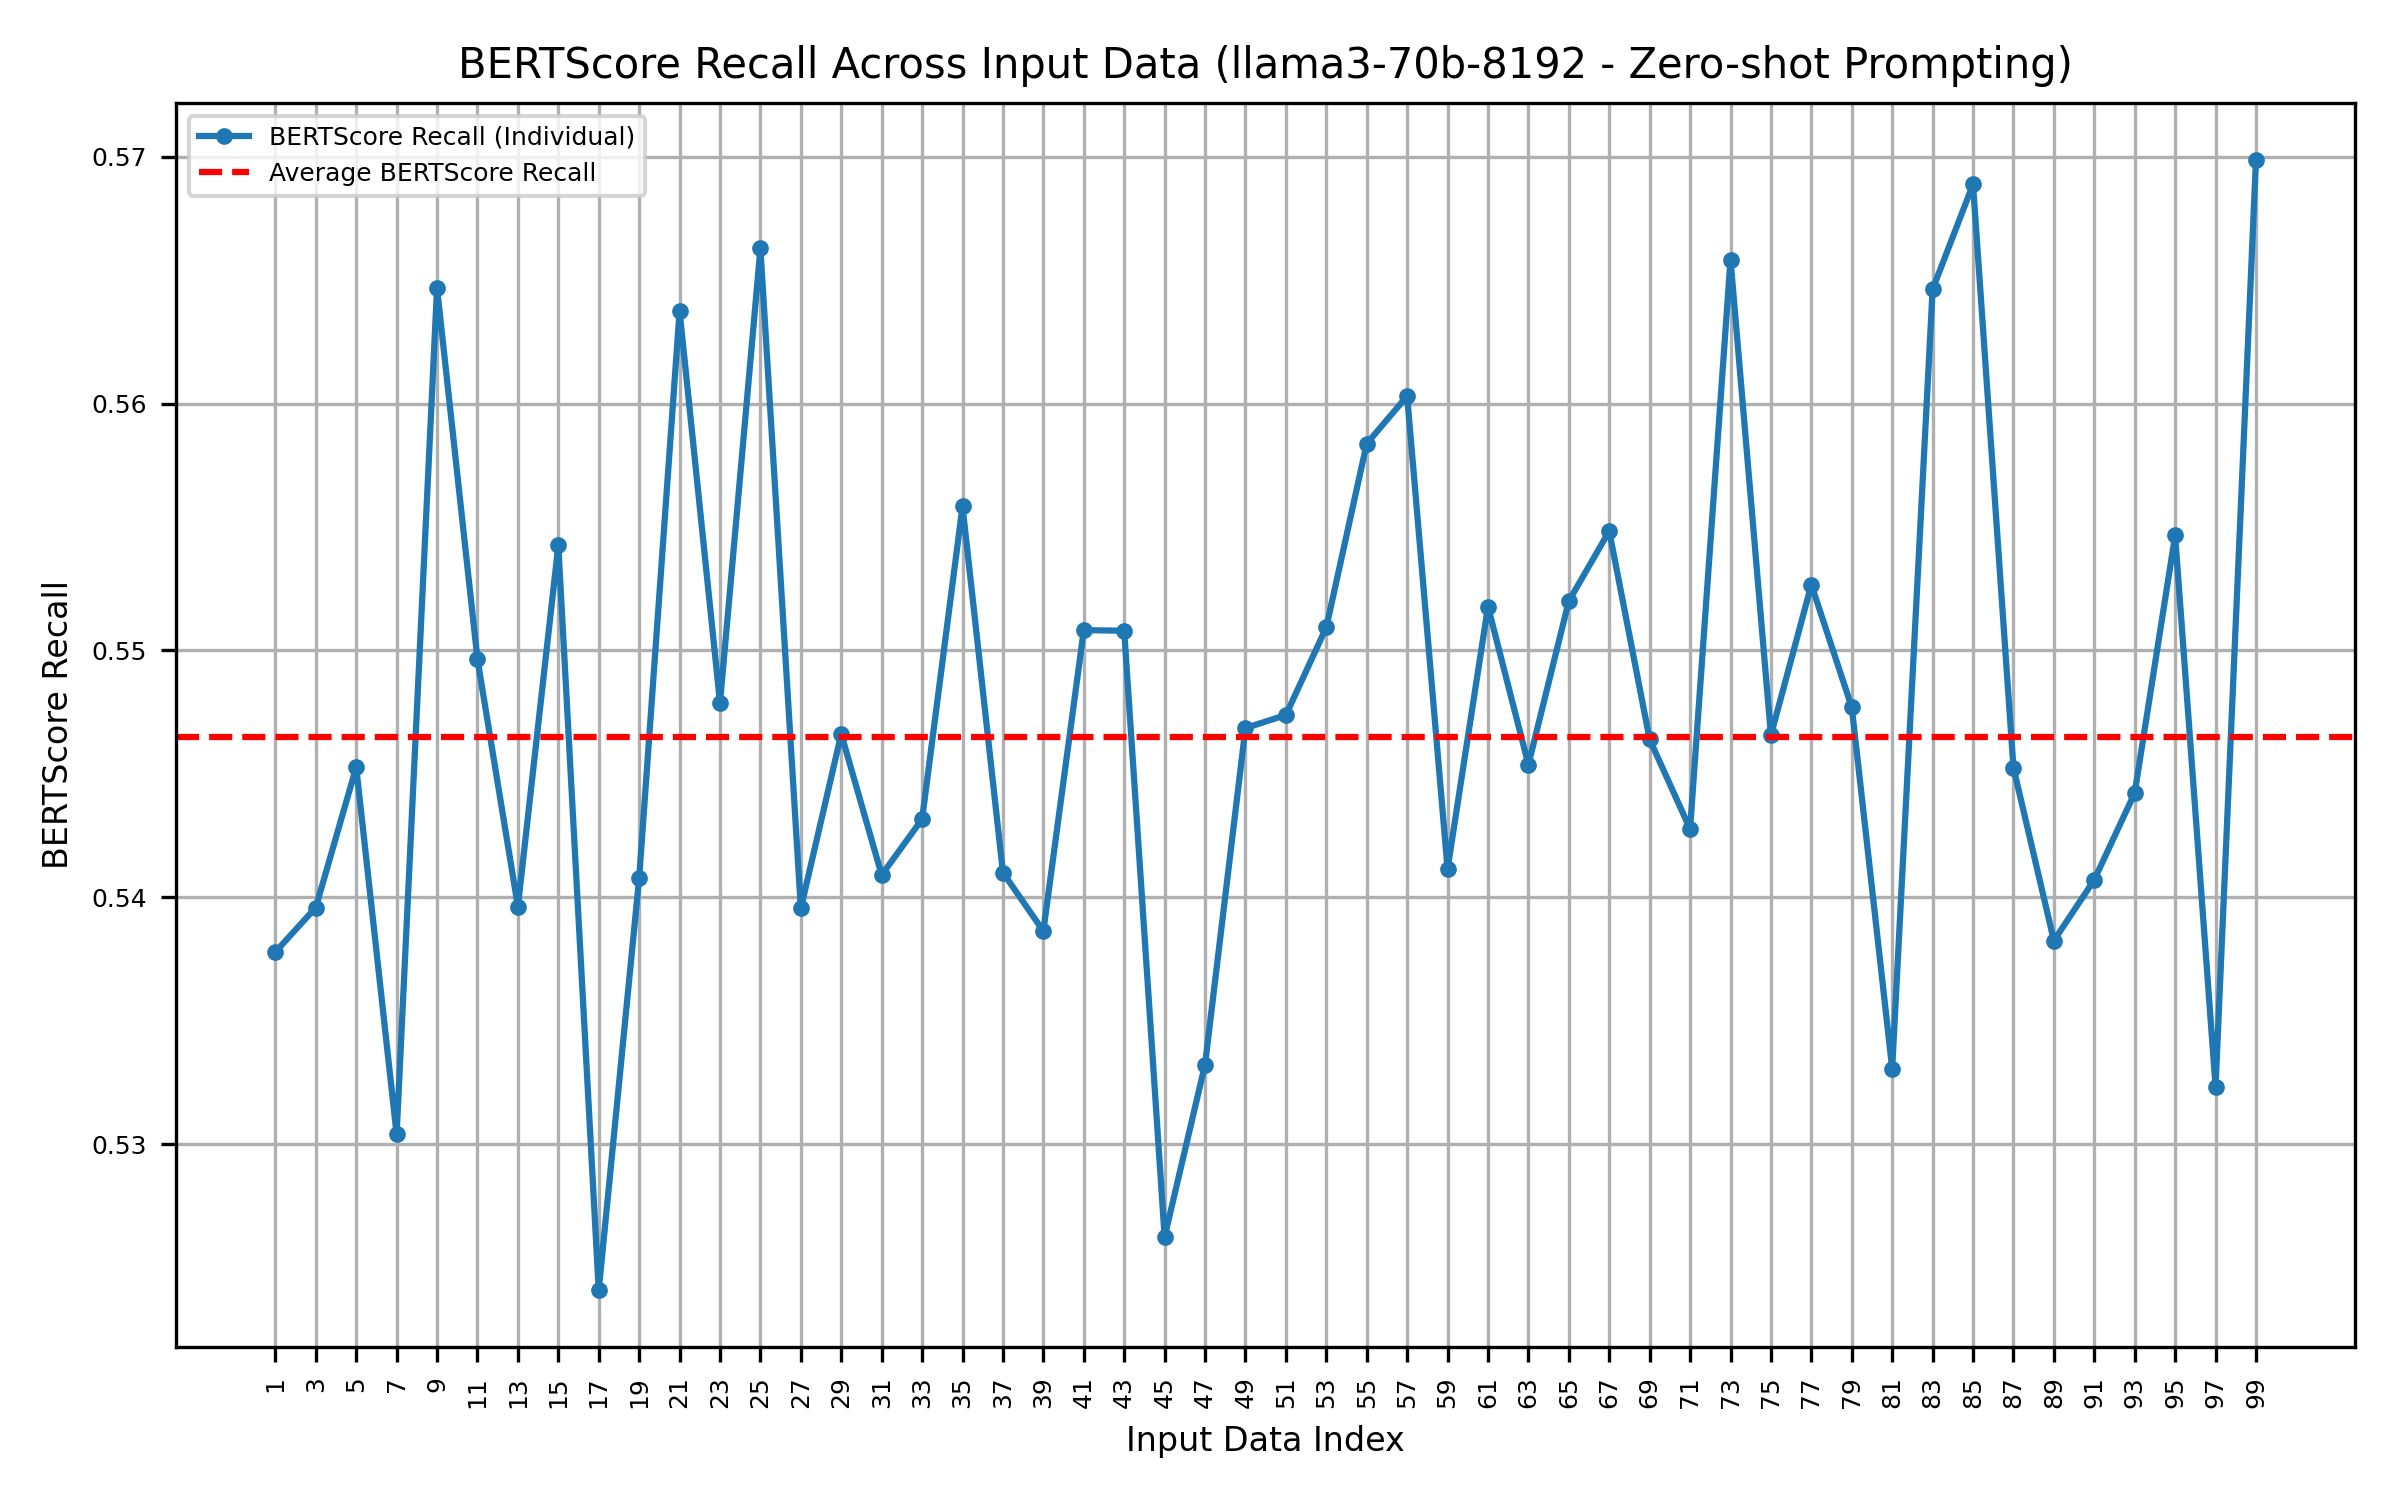 BERTScore Recall Across Input Data (llama3-70b-8192 - Zero-shot Prompting)
BERTScore Recall (Individual)
Average BERTScore Recall
0.57
0.56
0.55
0.54
0.53
BERTScore Recall
1 3 5 7 9 11 13 15 17 19 21 23 25 27 29 31 33 35 37 39 41 43 45 47 49 51 53 55 57 59 61 63 65 67 69 71 73 75 77 79 81 83 85 87 89 91 93 95 97 99
Input Data Index